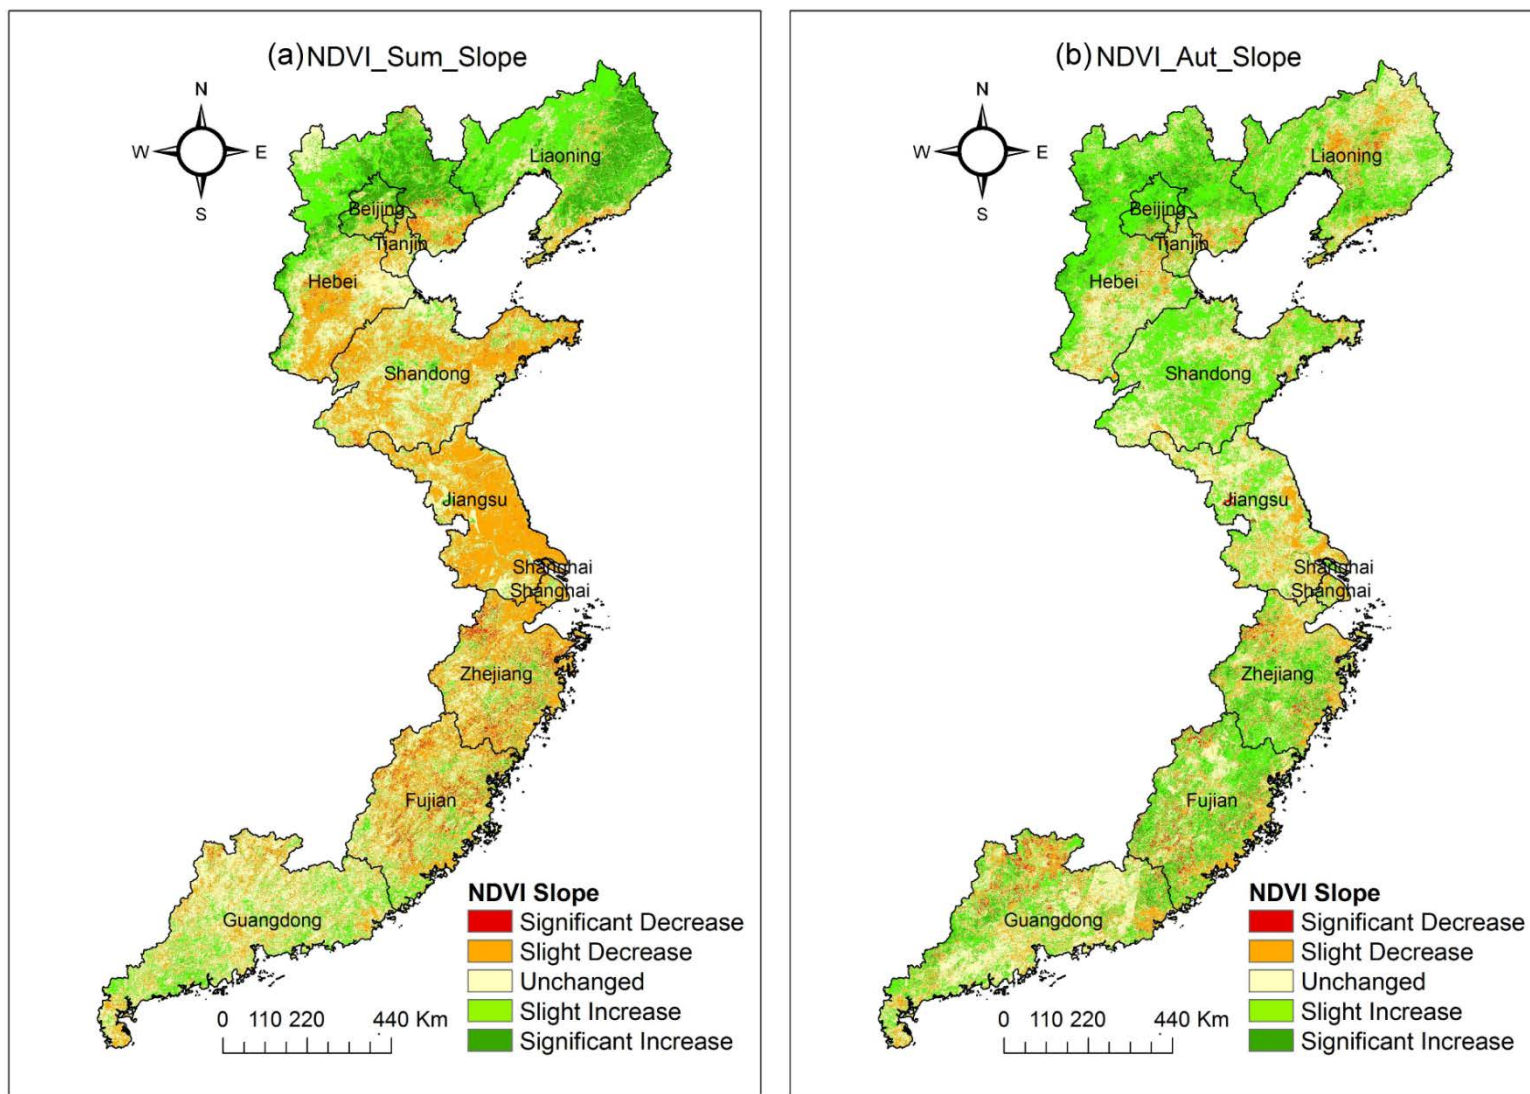 (a)NDVI_Sum_Slope
N
W
E
S
Liaoning
Beijing
Tianjin
Hebei
Shandong
Jiangsu
Shanghai
Shanghai
Zhejiang
Fujian
Guangdong
NDVI Slope
Significant Decrease
Slight Decrease
Unchanged
Slight Increase
Significant Increase
0 110 220 440 Km
(b)NDVI_Aut_Slope
N
W
E
S
Liaoning
Beijing
Tianjin
Hebei
Shandong
Jiangsu
Shanghai
Shanghai
Zhejiang
Fujian
Guangdong
NDVI Slope
Significant Decrease
Slight Decrease
Unchanged
Slight Increase
Significant Increase
0 110 220 440 Km